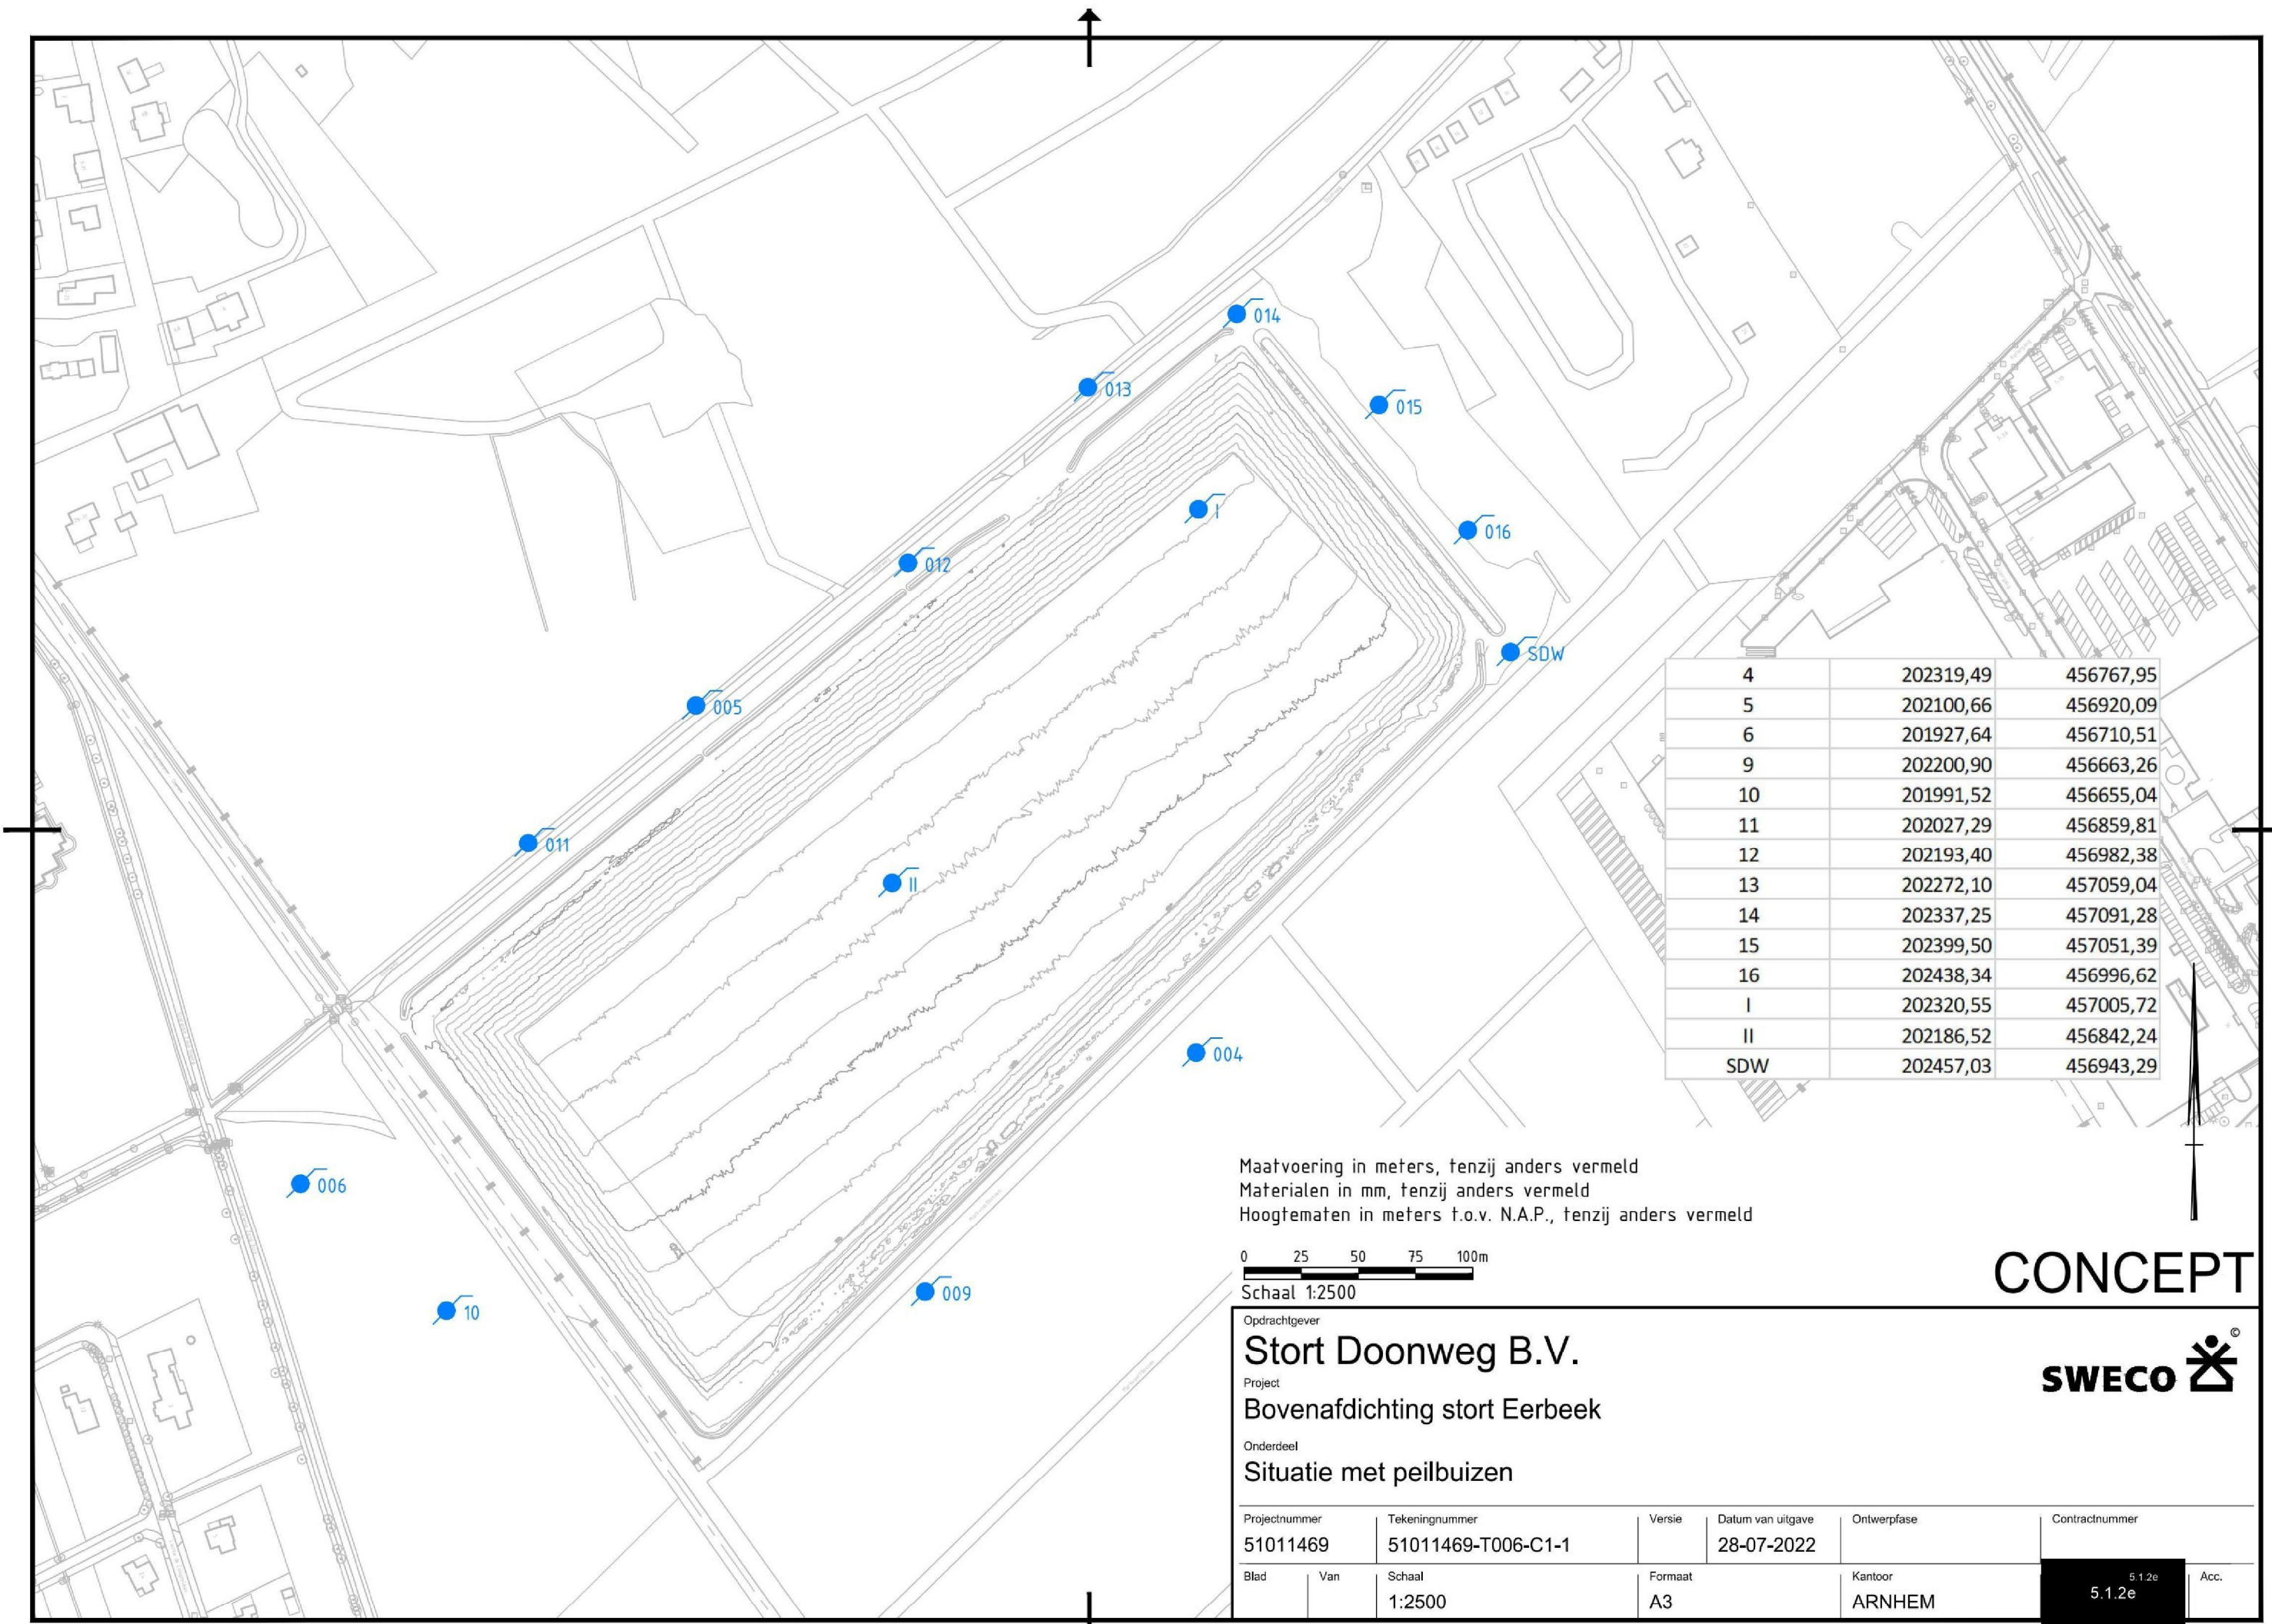 014
013
015
I
016
012
SDW
005
011
II
004
006
009
10
4 202319,49 456767,95
5 202100,66 456920,09
6 201927,64 456710,51
9 202200,90 456663,26
10 201991,52 456655,04
11 202027,29 456859,81
12 202193,40 456982,38
13 202272,10 457059,04
14 202337,25 457091,28
15 202399,50 457051,39
16 202438,34 456996,62
I 202320,55 457005,72
II 202186,52 456842,24
SDW 202457,03 456943,29
Maatvoering in meters, tenzij anders vermeld
Materialen in mm, tenzij anders vermeld
Hoogtematen in meters t.o.v. N.A.P., tenzij anders vermeld
0 25 50 75 100m
Schaal 1:2500
CONCEPT
Opdrachtgever
Stort Doonweg B.V.
SWECO ©
Project
Bovenafdichting stort Eerbeek
Onderdeel
Situatie met peilbuizen
Projectnummer Tekeningnummer Versie Datum van uitgave Ontwerpfase Contractnummer
51011469 51011469-T006-C1-1 28-07-2022
Blad Van Schaal Formaat Kantoor 5.1.2e Acc.
1:2500 A3 ARNHEM 5.1.2e